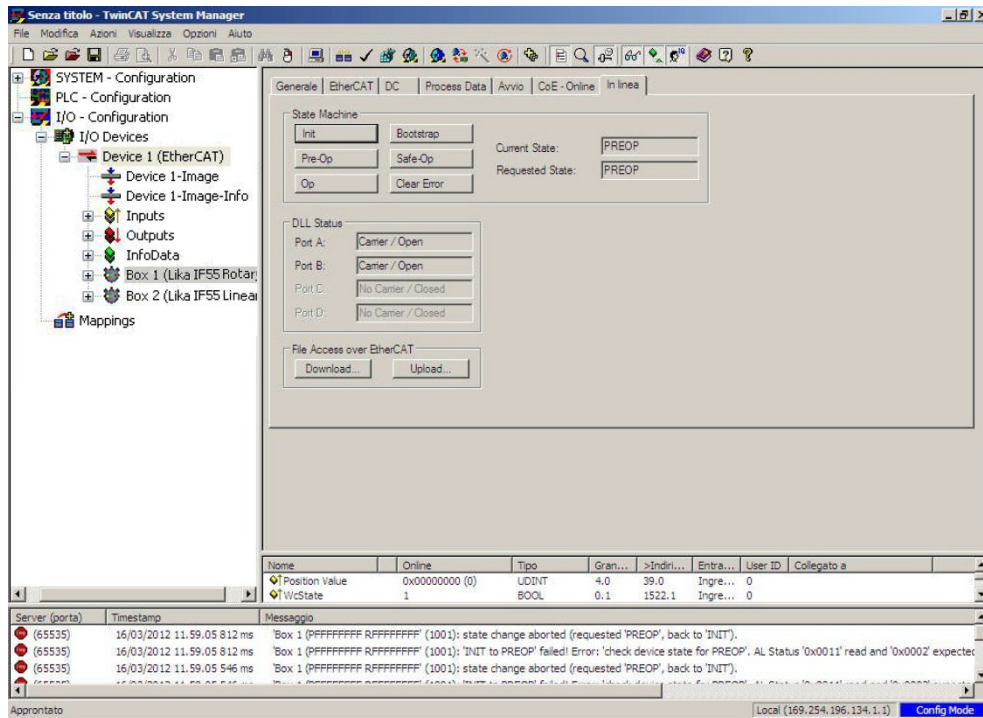 Senza titolo - TwinCAT System Manager
File Modifica Azioni Visualizza Opzioni Aiuto
SYSTEM - Configuration
PLC - Configuration
I/O - Configuration
I/O Devices
Device 1 (EtherCAT)
Device 1-Image
Device 1-Image-Info
Inputs
Outputs
InfoData
Box 1 (Lika IF55 Rotar
Box 2 (Lika IF55 Linear
Mappings
Generale EtherCAT DC Process Data Avvio CoE - Online In linea
State Machine
Init Bootstrap
Pre-Op Safe-Op
Op Clear Error
Current State: PREOP
Requested State: PREOP
DLL Status
Port A: Carrier / Open
Port B: Carrier / Open
Port C: No Carrier / Closed
Port D: No Carrier / Closed
File Access over EtherCAT
Download... Upload...
Nome Online Tipo Gran... >Indiri... Entra... User ID Collegato a
Position Value 0x00000000 (0) UDINT 4.0 39.0 Ingre... 0
WcState 1 BOOL 0.1 1522.1 Ingre... 0
Server (porta) Timestamp Messaggio
(65535) 16/03/2012 11.59.05 812 ms 'Box 1 (PFFFFFFFF RFFFFFFFF' (1001): state change aborted (requested 'PREOP', back to 'INIT').
(65535) 16/03/2012 11.59.05 812 ms 'Box 1 (PFFFFFFFF RFFFFFFFF' (1001): 'INIT to PREOP' failed! Error: 'check device state for PREOP'. AL Status '0x0011' read and '0x0002' expected
(65535) 16/03/2012 11.59.05 546 ms 'Box 1 (PFFFFFFFF RFFFFFFFF' (1001): state change aborted (requested 'PREOP', back to 'INIT').
Approntato
Local (169.254.196.134.1.1) Config Mode